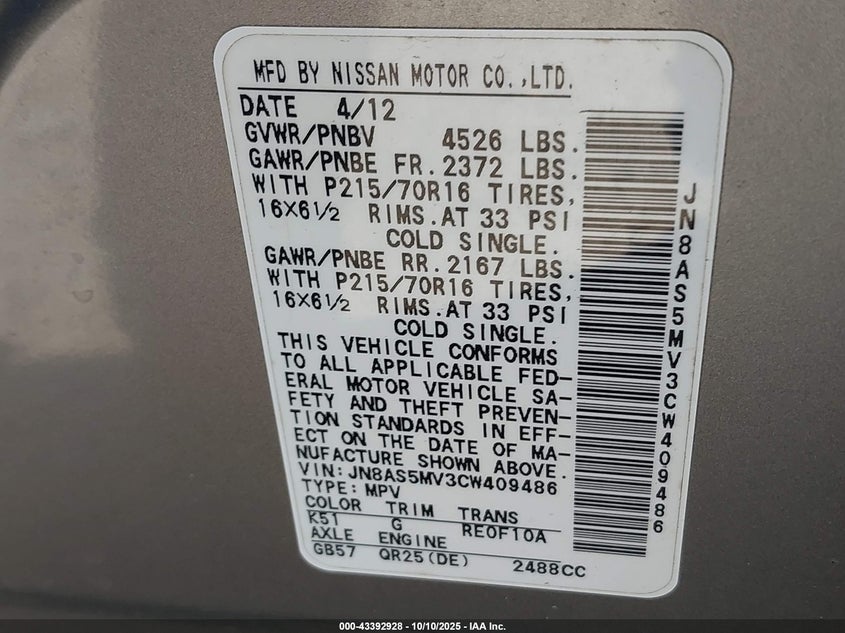 MFD BY NISSAN MOTOR CO.,LTD.
DATE 4/12
GVWR/PNBV 4526 LBS.
GAWR/PNBE FR.2372 LBS.
WITH P215/70R16 TIRES,
16X6½ RIMS.AT 33 PSI
COLD SINGLE.
GAWR/PNBE RR.2167 LBS.
WITH P215/70R16 TIRES,
16X6½ RIMS.AT 33 PSI
COLD SINGLE.
THIS VEHICLE CONFORMS
TO ALL APPLICABLE FED-
ERAL MOTOR VEHICLE SA-
FETY AND THEFT PREVEN-
TION STANDARDS IN EFF-
ECT ON THE DATE OF MA-
NUFACTURE SHOWN ABOVE.
VIN:JN8AS5MV3CW409486
TYPE:MPV
COLOR TRIM TRANS
K51 G RE0F10A
AXLE ENGINE
GB57 QR25(DE) 2488CC
JN8AS5MV3CW409486
000-43392928 - 10/10/2025 - IAA Inc.